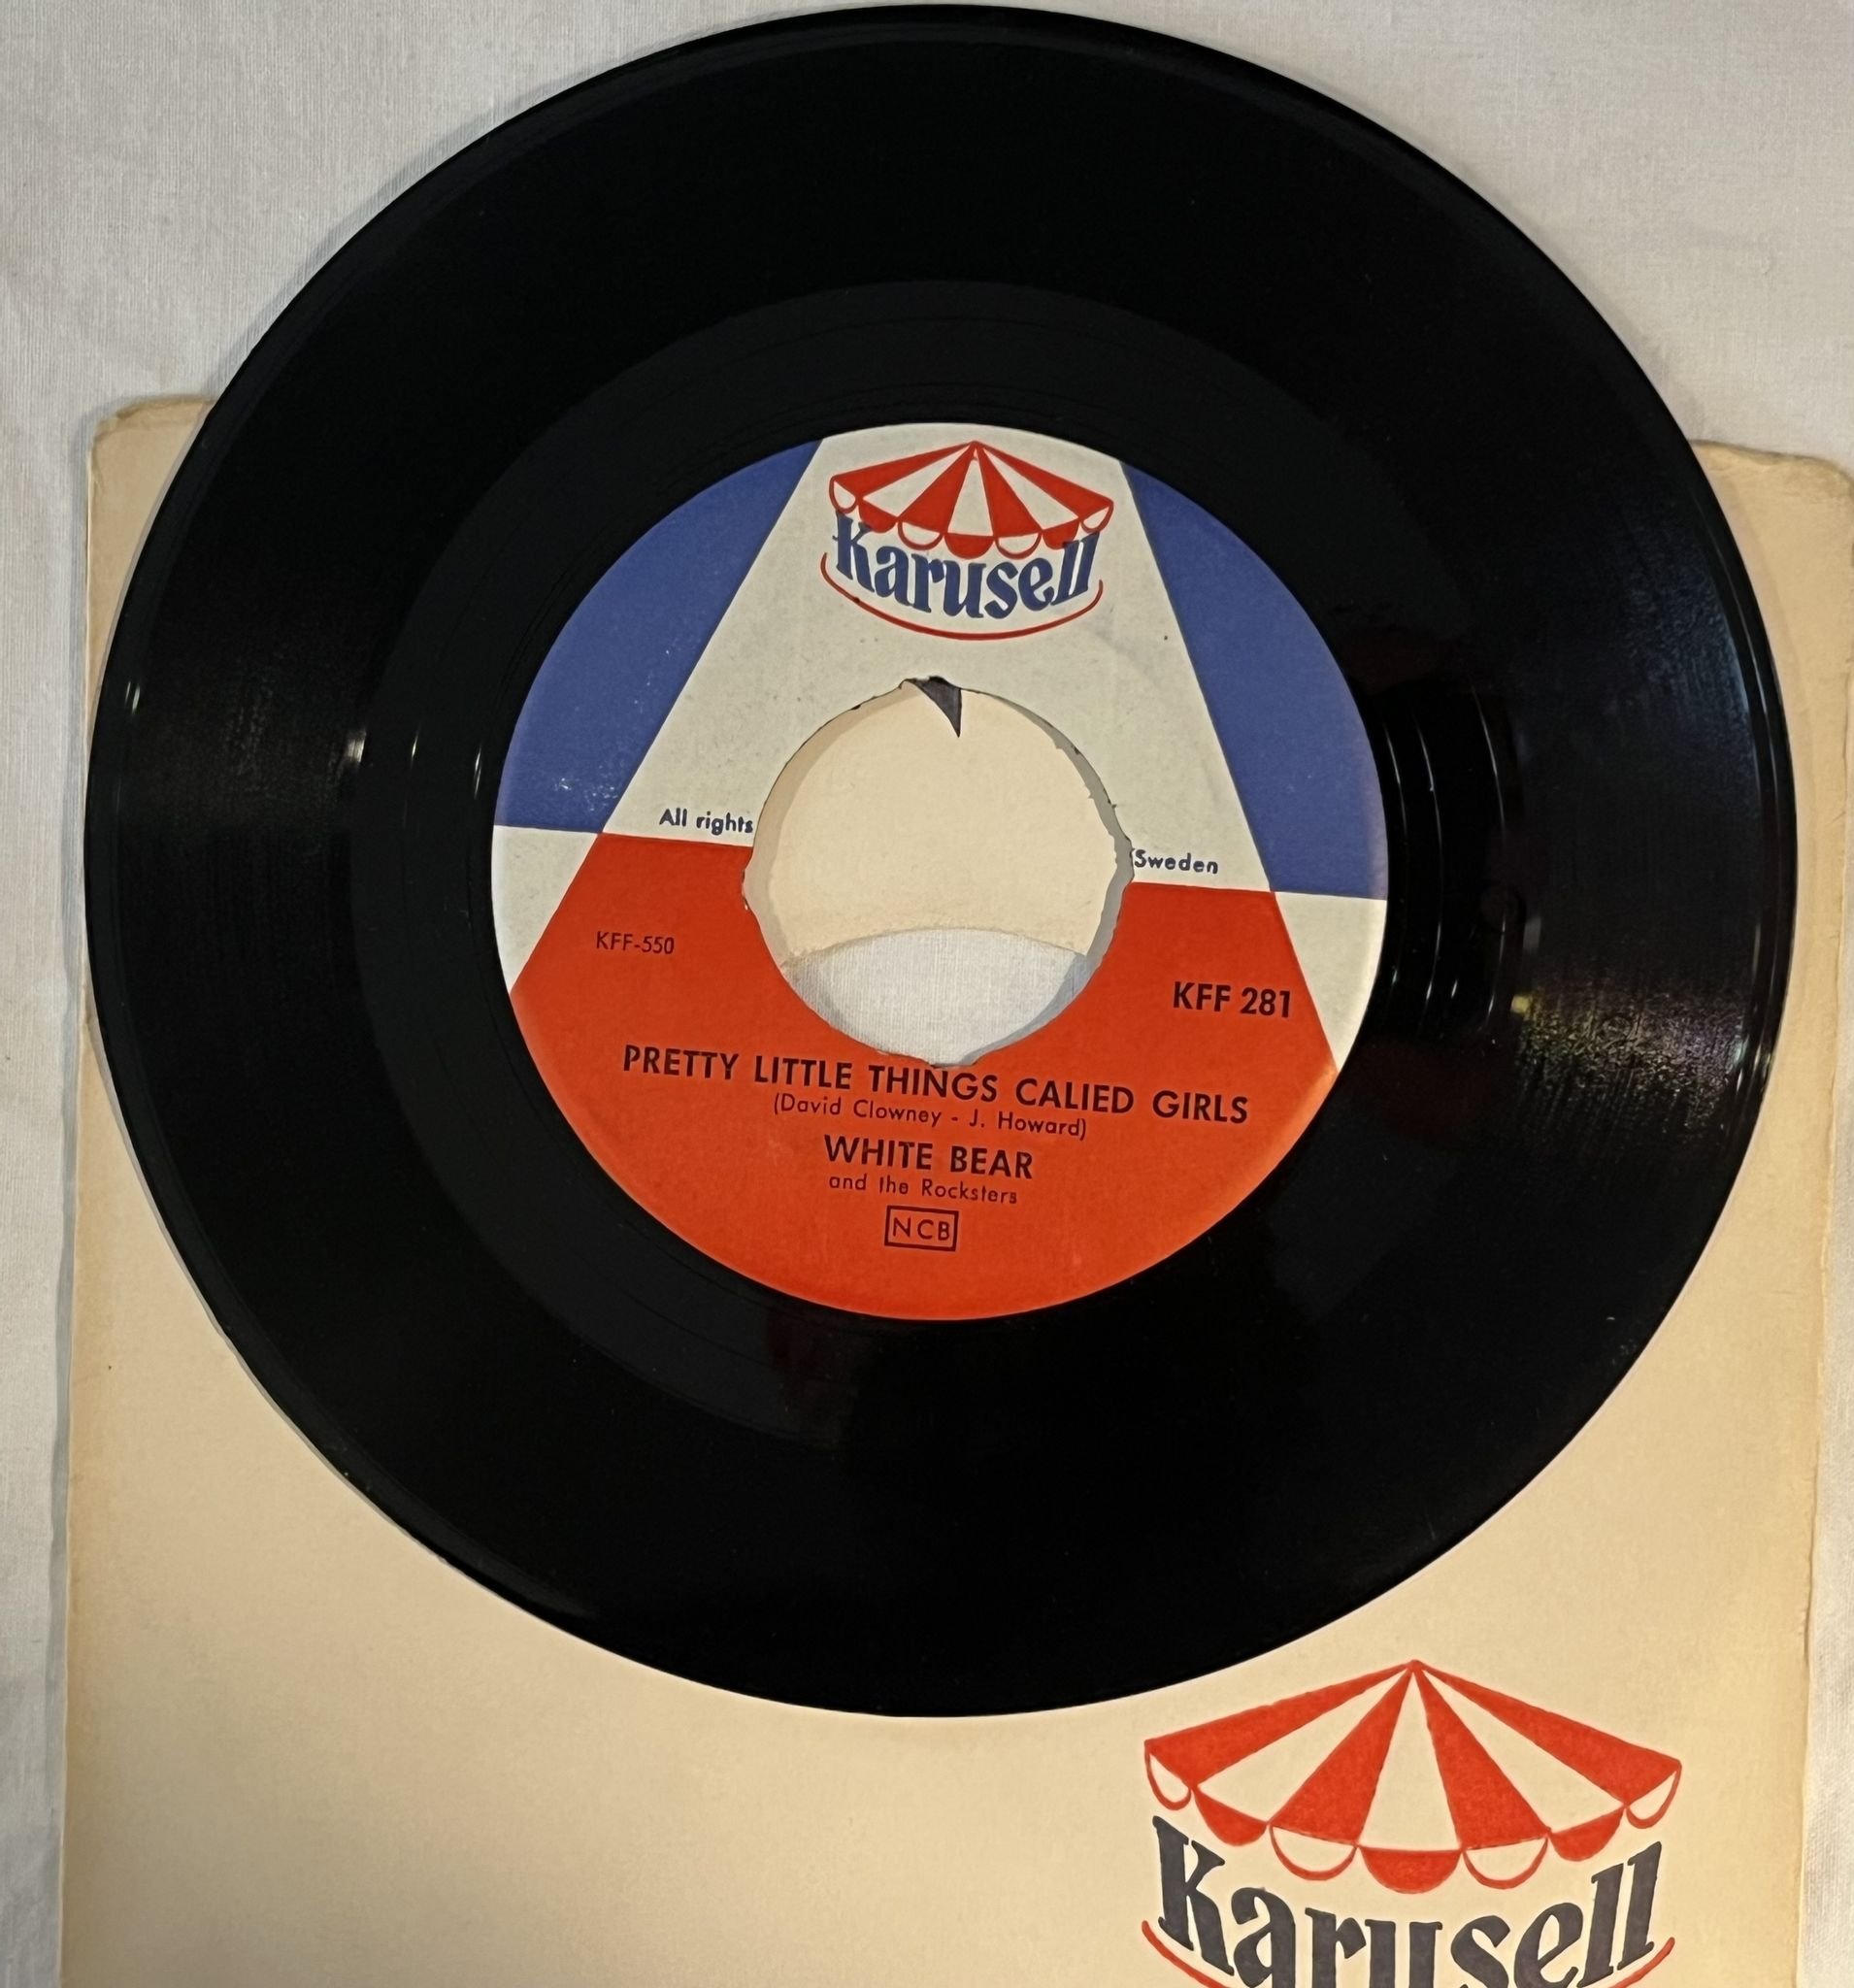 Karusell
All rights
Sweden
KFF-550
KFF 281
PRETTY LITTLE THINGS CALIED GIRLS
(David Clowney - J. Howard)
WHITE BEAR
and the Rocksters
NCB
Karusell